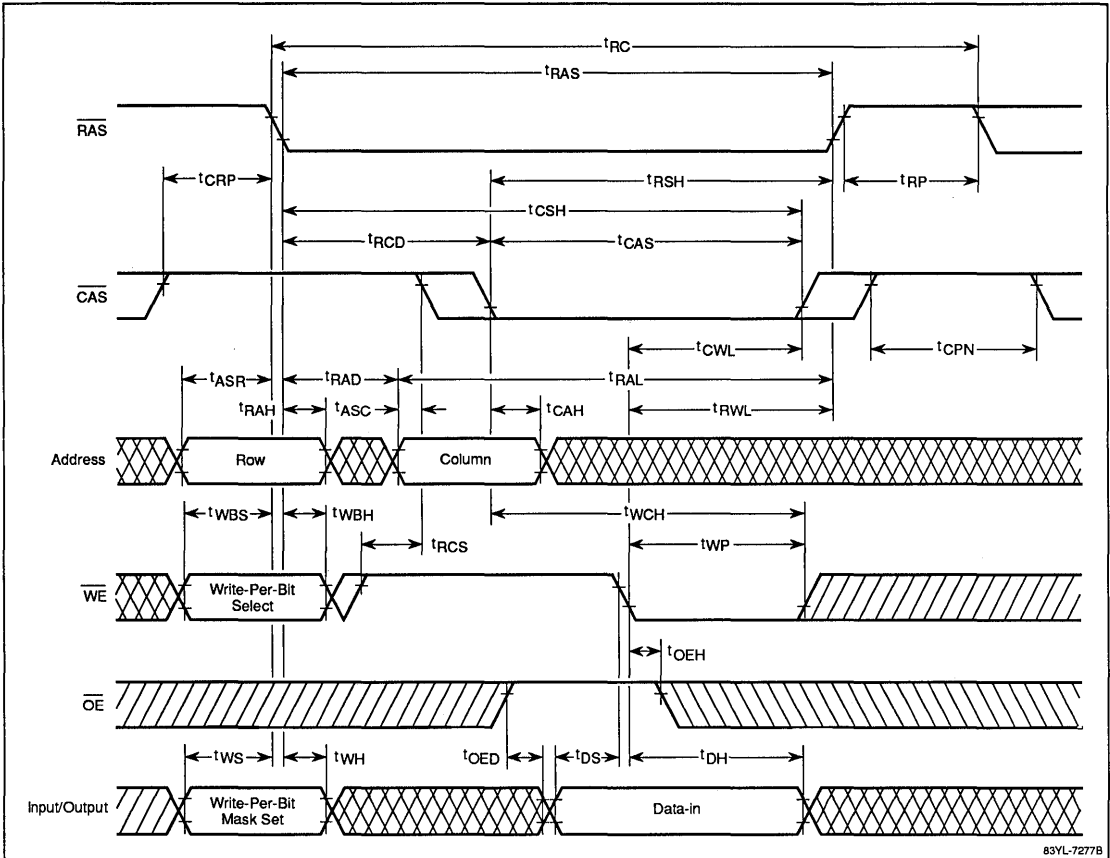 tRC
tRAS
RAS
tCRP
tRSH
tRP
tCSH
tRCD
tCAS
CAS
tCWL
tCPN
tASR
tRAD
tRAL
tRAH
tASC
tCAH
tRWL
Address
Row
Column
tWBS
tWBH
tWCH
tRCS
tWP
WE
Write-Per-Bit
Select
tOEH
OE
tWS
tWH
tOED
tDS
tDH
Input/Output
Write-Per-Bit
Mask Set
Data-in
83YL-7277B